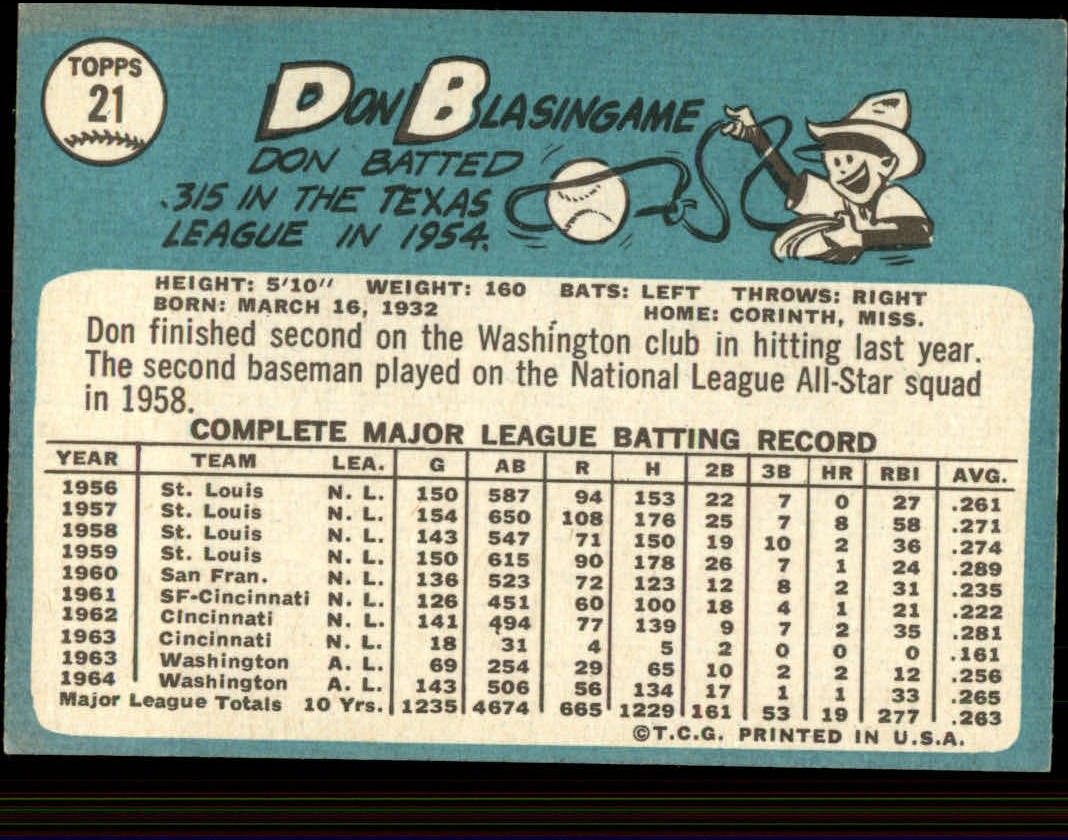 TOPPS
21
DON BLASINGAME
DON BATTED
.315 IN THE TEXAS
LEAGUE IN 1954.
HEIGHT: 5'10" WEIGHT: 160 BATS: LEFT THROWS: RIGHT
BORN: MARCH 16, 1932 HOME: CORINTH, MISS.
Don finished second on the Washington club in hitting last year.
The second baseman played on the National League All-Star squad
in 1958.
COMPLETE MAJOR LEAGUE BATTING RECORD
YEAR TEAM LEA. G AB R H 2B 3B HR RBI AVG.
1956 St. Louis N. L. 150 587 94 153 22 7 0 27 .261
1957 St. Louis N. L. 154 650 108 176 25 7 8 58 .271
1958 St. Louis N. L. 143 547 71 150 19 10 2 36 .274
1959 St. Louis N. L. 150 615 90 178 26 7 1 24 .289
1960 San Fran. N. L. 136 523 72 123 12 8 2 31 .235
1961 SF-Cincinnati N. L. 126 451 60 100 18 4 1 21 .222
1962 Cincinnati N. L. 141 494 77 139 9 7 2 35 .281
1963 Cincinnati N. L. 18 31 4 5 2 0 0 0 .161
1963 Washington A. L. 69 254 29 65 10 2 2 12 .256
1964 Washington A. L. 143 506 56 134 17 1 1 33 .265
Major League Totals 10 Yrs. 1235 4674 665 1229 161 53 19 277 .263
©T.C.G. PRINTED IN U.S.A.